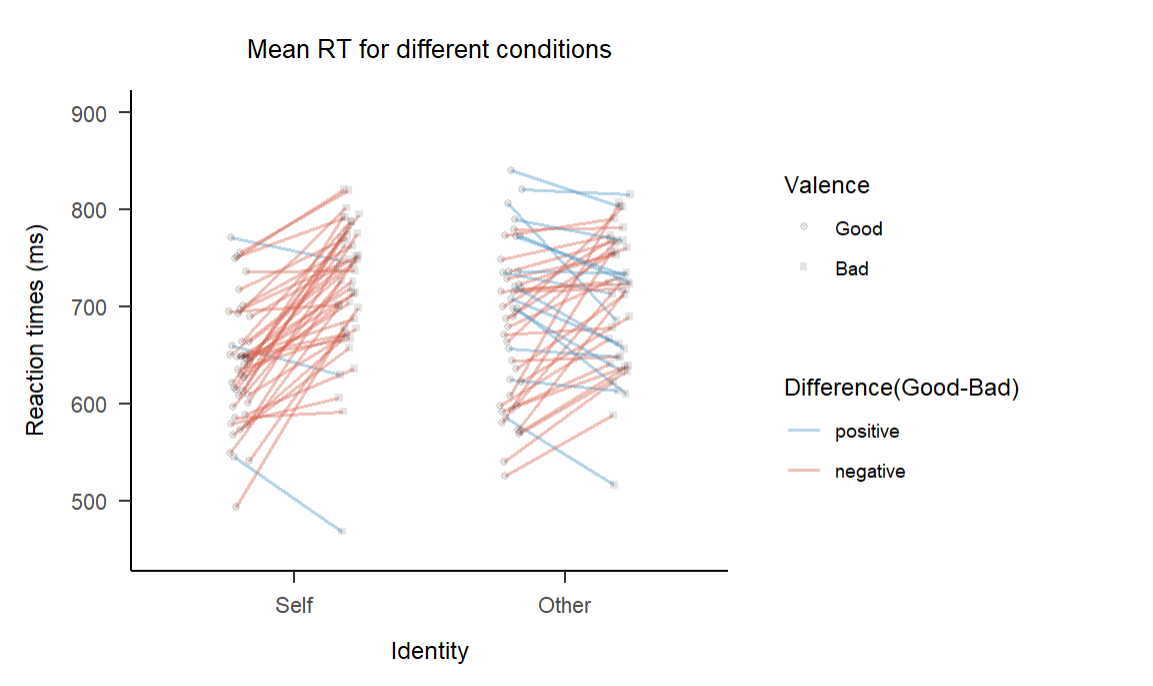 Mean RT for different conditions
900
800
700
600
500
Reaction times (ms)
Self
Other
Identity
Valence
Good
Bad
Difference(Good-Bad)
positive
negative